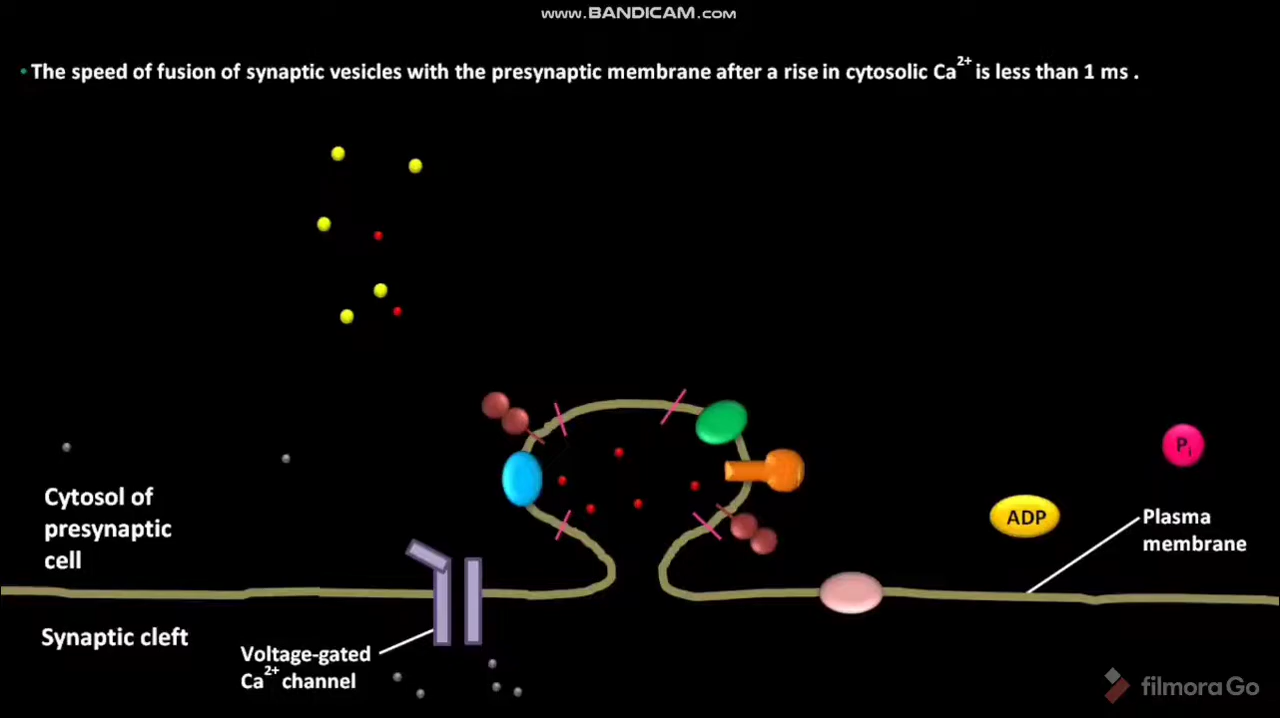 www.BANDICAM.com
• The speed of fusion of synaptic vesicles with the presynaptic membrane after a rise in cytosolic Ca2+ is less than 1 ms .
Pi
Cytosol of
presynaptic
cell
ADP
Plasma
membrane
Synaptic cleft
Voltage-gated
Ca2+ channel
filmoraGo